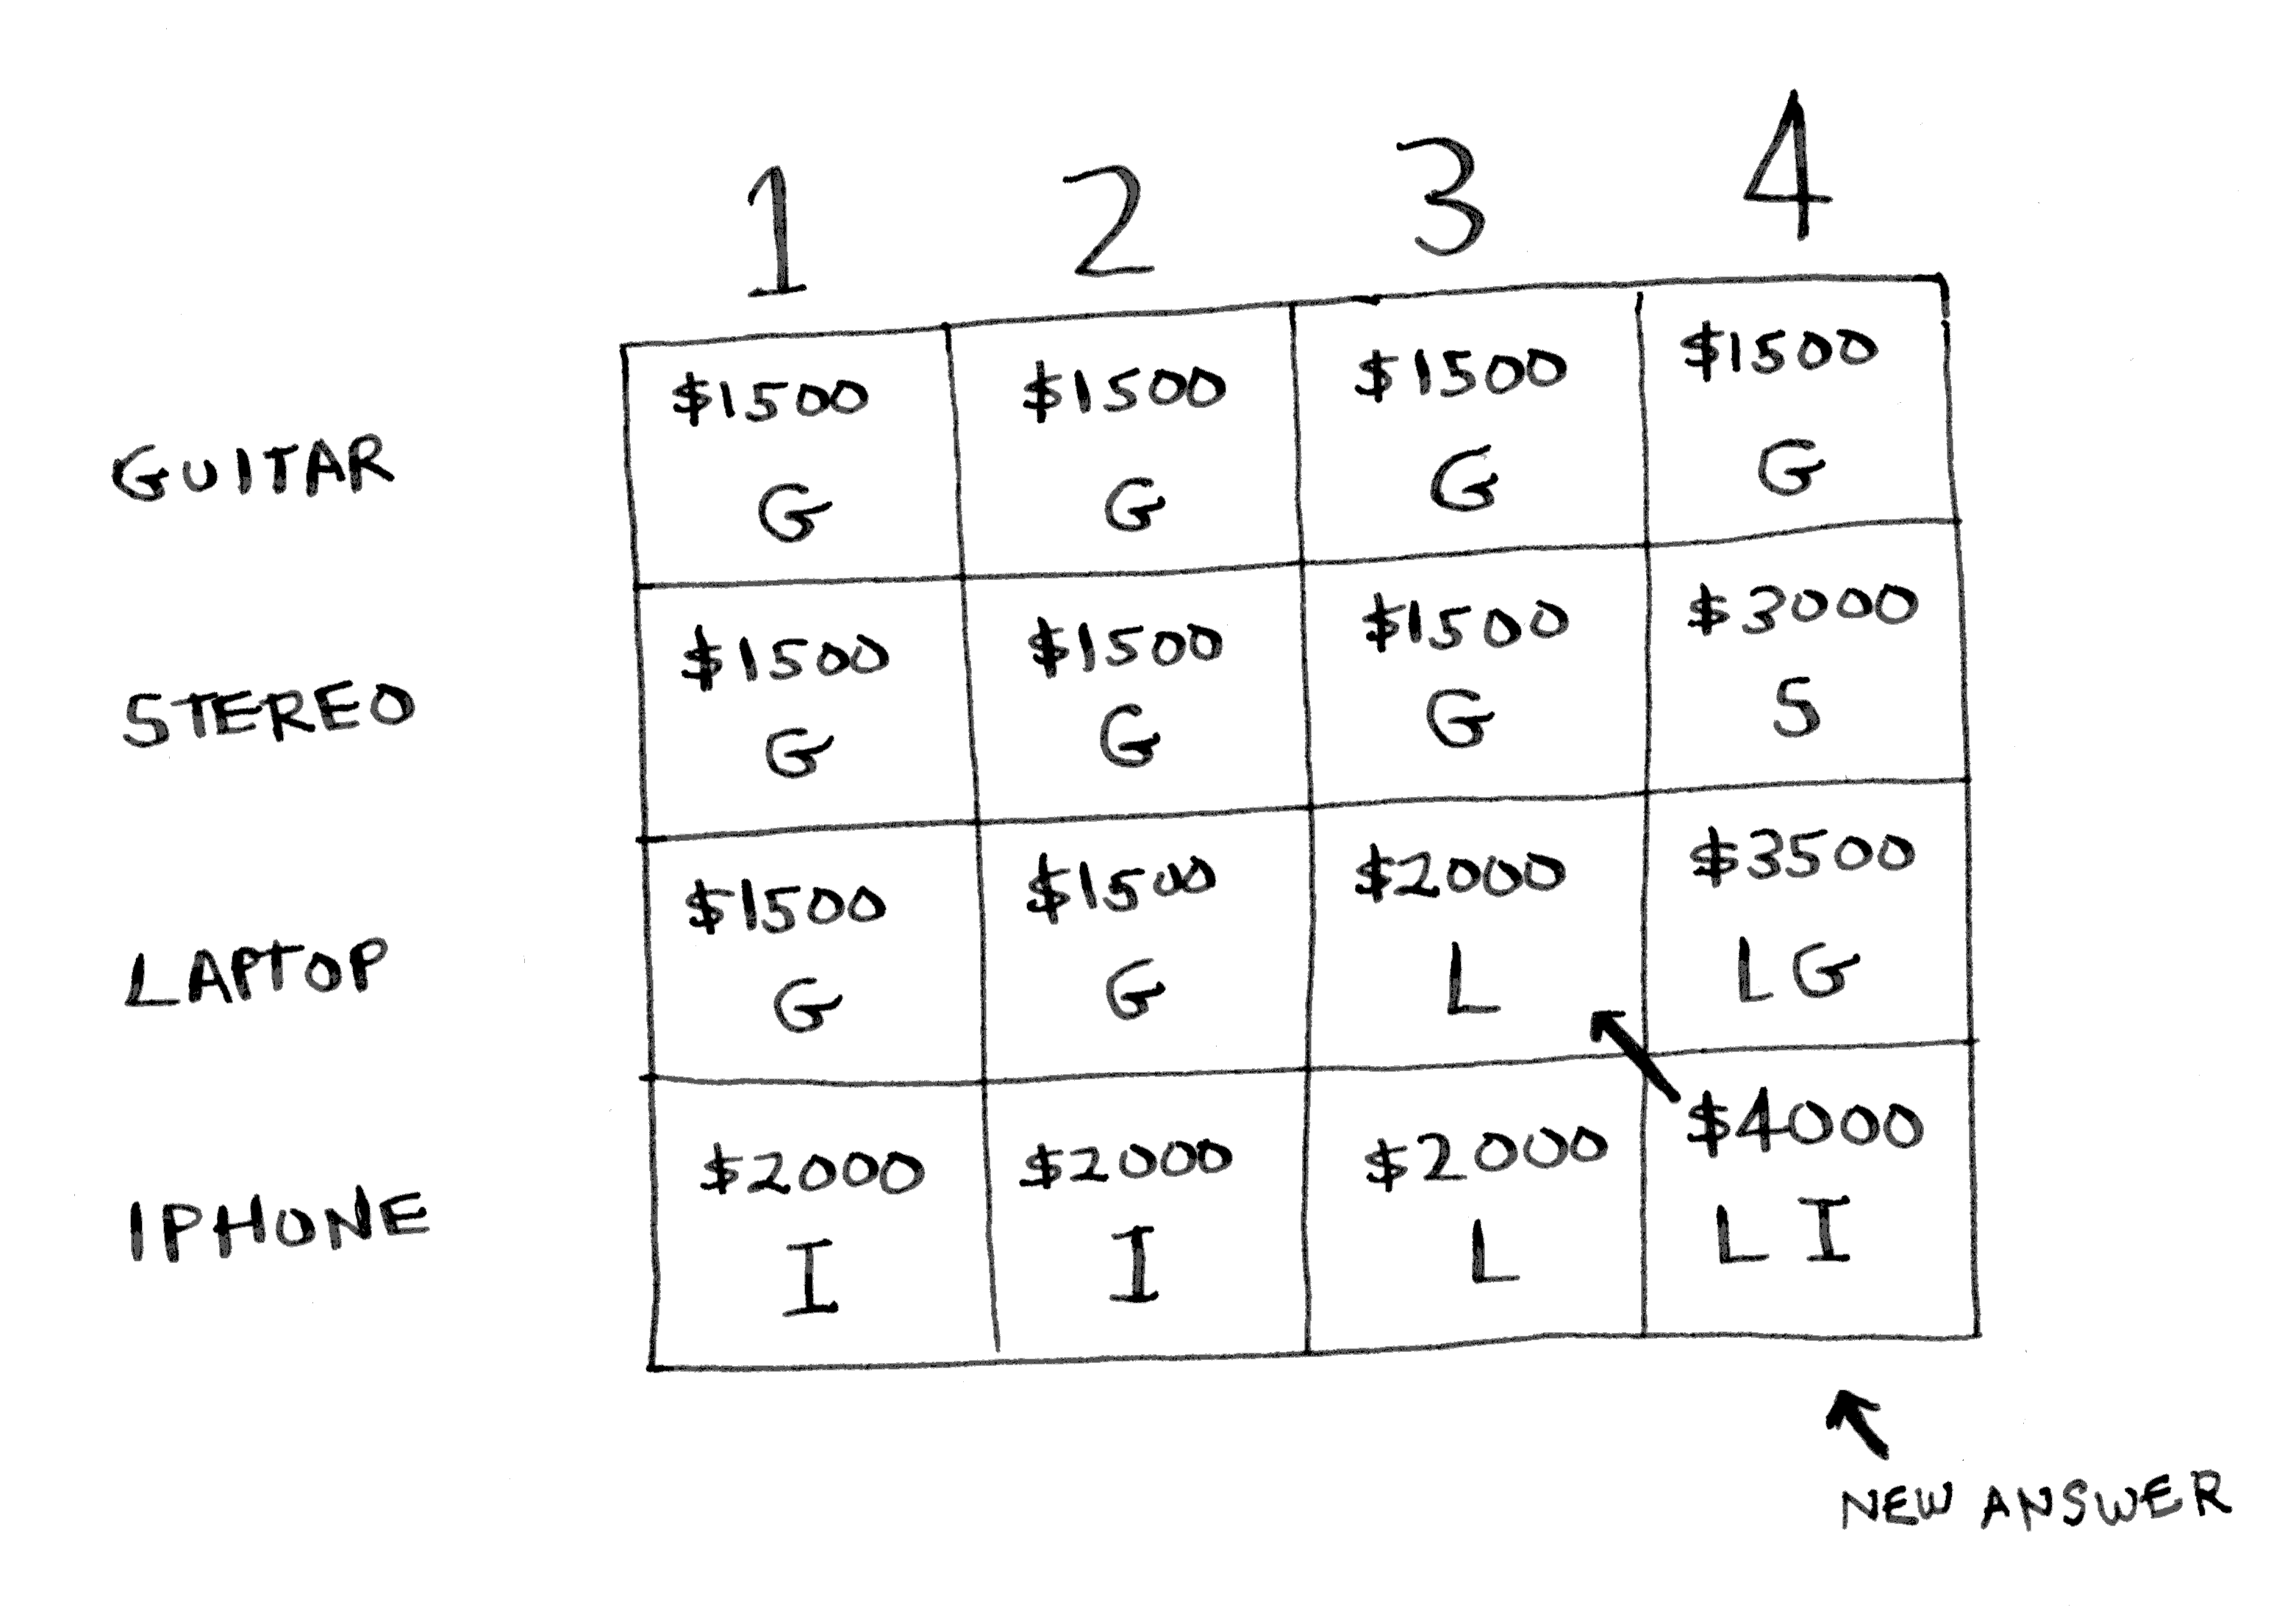 1 2 3 4
GUITAR $1500 $1500 $1500 $1500
G G G G
STEREO $1500 $1500 $1500 $3000
G G G S
LAPTOP $1500 $1500 $2000 $3500
G G L LG
IPHONE $2000 $2000 $2000 $4000
I I L LI
NEW ANSWER